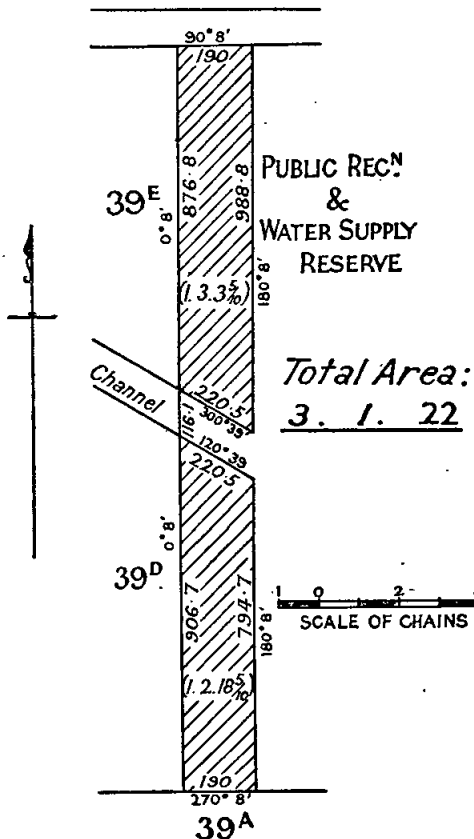 90° 8'
190
39E
876·8
0° 8'
988·8
180° 8'
PUBLIC RECN.
&
WATER SUPPLY
RESERVE
(1. 3. 3 5/10)
Total Area:
3. 1. 22
Channel
220·5
300° 39'
116·1
120° 39
220·5
39D
0° 8'
906·7
794·7
180° 8'
1 0 2
SCALE OF CHAINS
(1. 2. 18 5/10)
190
270° 8'
39A